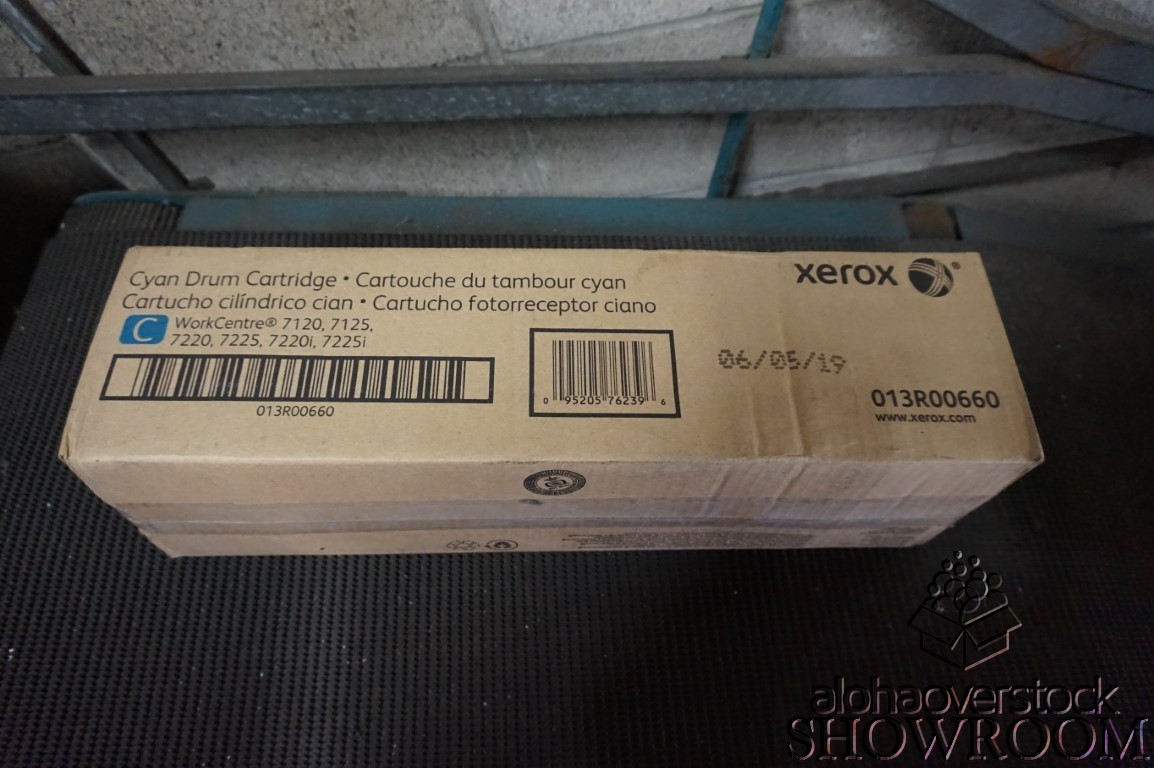 Cyan Drum Cartridge • Cartouche du tambour cyan
Cartucho cilíndrico cian • Cartucho fotorreceptor ciano
C
WorkCentre® 7120, 7125,
7220, 7225, 7220i, 7225i
013R00660
0 95205 76239 6
xerox ®
06/05/19
013R00660
www.xerox.com
alohaoverstock
SHOWROOM